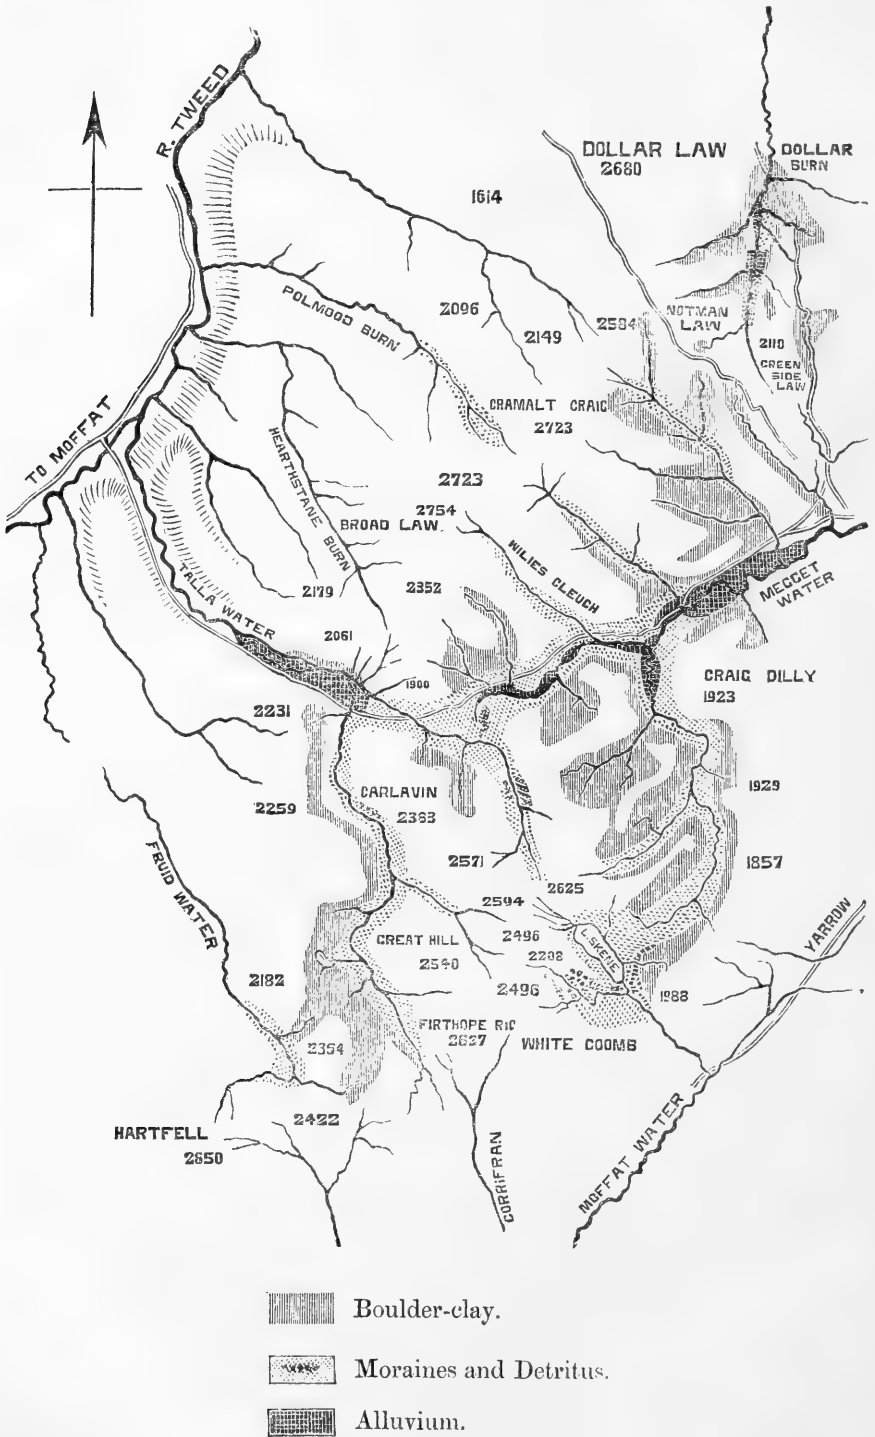 R. TWEED
DOLLAR LAW
2680
DOLLAR
BURN
1614
POLMOOD BURN
2096
2149
2584
NOTMAN
LAW
2110
GREEN
SIDE
LAW
TO MOFFAT
CRAMALT CRAIG
2723
HEARTHSTANE BURN
2723
2754
BROAD LAW.
WILIES CLEUCH
MEGGET
WATER
TALLA WATER
2179
2352
2061
1900
CRAIG DILLY
1923
2231
CARLAVIN
2383
2259
1929
FRUID WATER
2571
1857
2625
2594
YARROW
GREAT HILL
2540
2496
L. SKENE
2298
2182
2496
1988
FIRTHOPE RIG
2627
WHITE COOMB
2354
HARTFELL
2650
2422
CORRIFRAN
MOFFAT WATER
Boulder-clay.
Moraines and Detritus.
Alluvium.